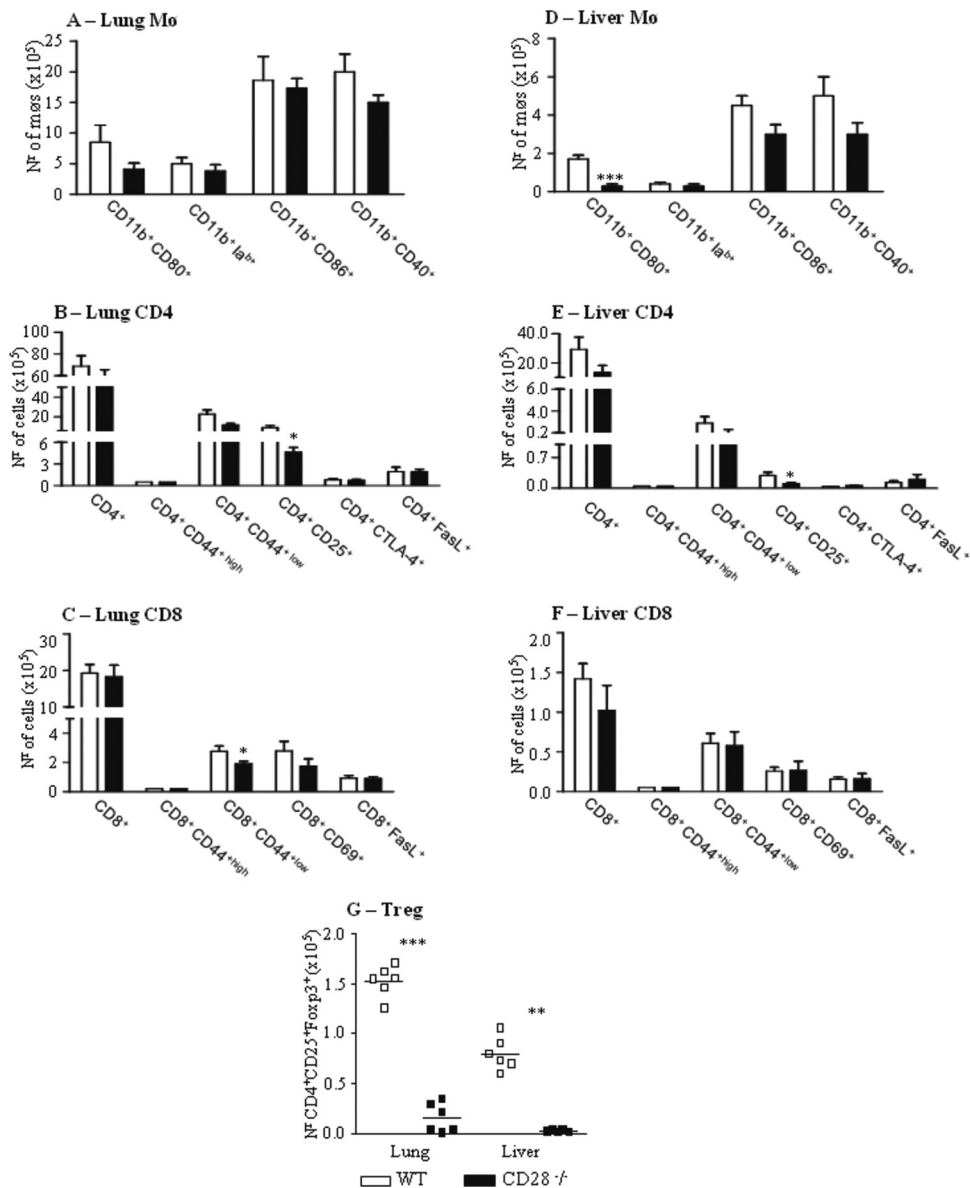 A – Lung Mø
Nʳ of møs (x10⁵)
25
20
15
10
5
0
CD11b⁺ CD80⁺
CD11b⁺ Iaᵇ⁺
CD11b⁺ CD86⁺
CD11b⁺ CD40⁺
D – Liver Mø
Nʳ of møs (x10⁵)
8
6
4
2
0
***
CD11b⁺ CD80⁺
CD11b⁺ Iaᵇ⁺
CD11b⁺ CD86⁺
CD11b⁺ CD40⁺
B – Lung CD4
Nʳ of cells (x10⁵)
100
80
60
40
20
6
3
0
*
CD4⁺
CD4⁺ CD44⁺ʰⁱᵍʰ
CD4⁺ CD44⁺ˡᵒʷ
CD4⁺ CD25⁺
CD4⁺ CTLA-4⁺
CD4⁺ FasL⁺
E – Liver CD4
Nʳ of cells (x10⁵)
40.0
20.0
6.0
4.0
0.2
0.7
0.0
*
CD4⁺
CD4⁺ CD44⁺ʰⁱᵍʰ
CD4⁺ CD44⁺ˡᵒʷ
CD4⁺ CD25⁺
CD4⁺ CTLA-4⁺
CD4⁺ FasL⁺
C – Lung CD8
Nʳ of cells (x10⁵)
30
20
10
4
2
0
*
CD8⁺
CD8⁺ CD44⁺ʰⁱᵍʰ
CD8⁺ CD44⁺ˡᵒʷ
CD8⁺ CD69⁺
CD8⁺ FasL⁺
F – Liver CD8
Nʳ of cells (x10⁵)
2.0
1.5
1.0
0.5
0.0
CD8⁺
CD8⁺ CD44⁺ʰⁱᵍʰ
CD8⁺ CD44⁺ˡᵒʷ
CD8⁺ CD69⁺
CD8⁺ FasL⁺
G – Treg
Nʳ CD4⁺CD25⁺Foxp3⁺ (x10⁵)
2.0
1.5
1.0
0.5
0.0
***
**
Lung
Liver
WT
CD28 ⁻/⁻